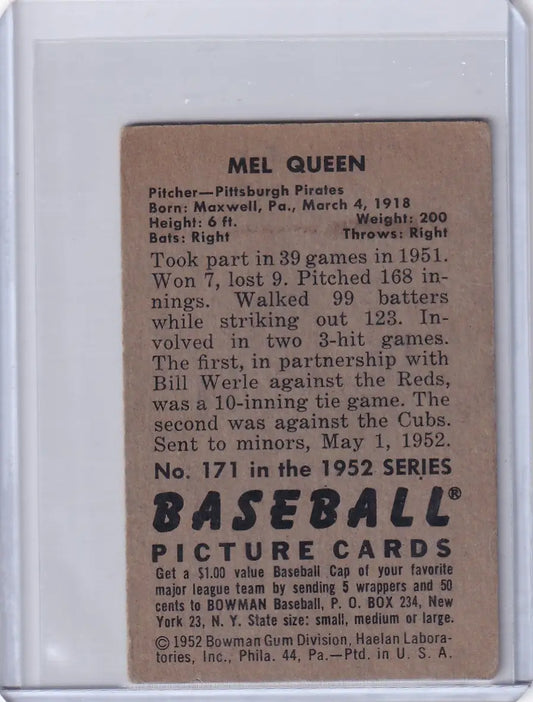 MEL QUEEN
Pitcher—Pittsburgh Pirates
Born: Maxwell, Pa., March 4, 1918
Height: 6 ft. Weight: 200
Bats: Right Throws: Right
Took part in 39 games in 1951.
Won 7, lost 9. Pitched 168 in-
nings. Walked 99 batters
while striking out 123. In-
volved in two 3-hit games.
The first, in partnership with
Bill Werle against the Reds,
was a 10-inning tie game. The
second was against the Cubs.
Sent to minors, May 1, 1952.
No. 171 in the 1952 SERIES
BASEBALL®
PICTURE CARDS
Get a $1.00 value Baseball Cap of your favorite
major league team by sending 5 wrappers and 50
cents to BOWMAN Baseball, P. O. BOX 234, New
York 23, N. Y. State size: small, medium or large.
©1952 Bowman Gum Division, Haelan Labora-
tories, Inc., Phila. 44, Pa.—Ptd. in U. S. A.